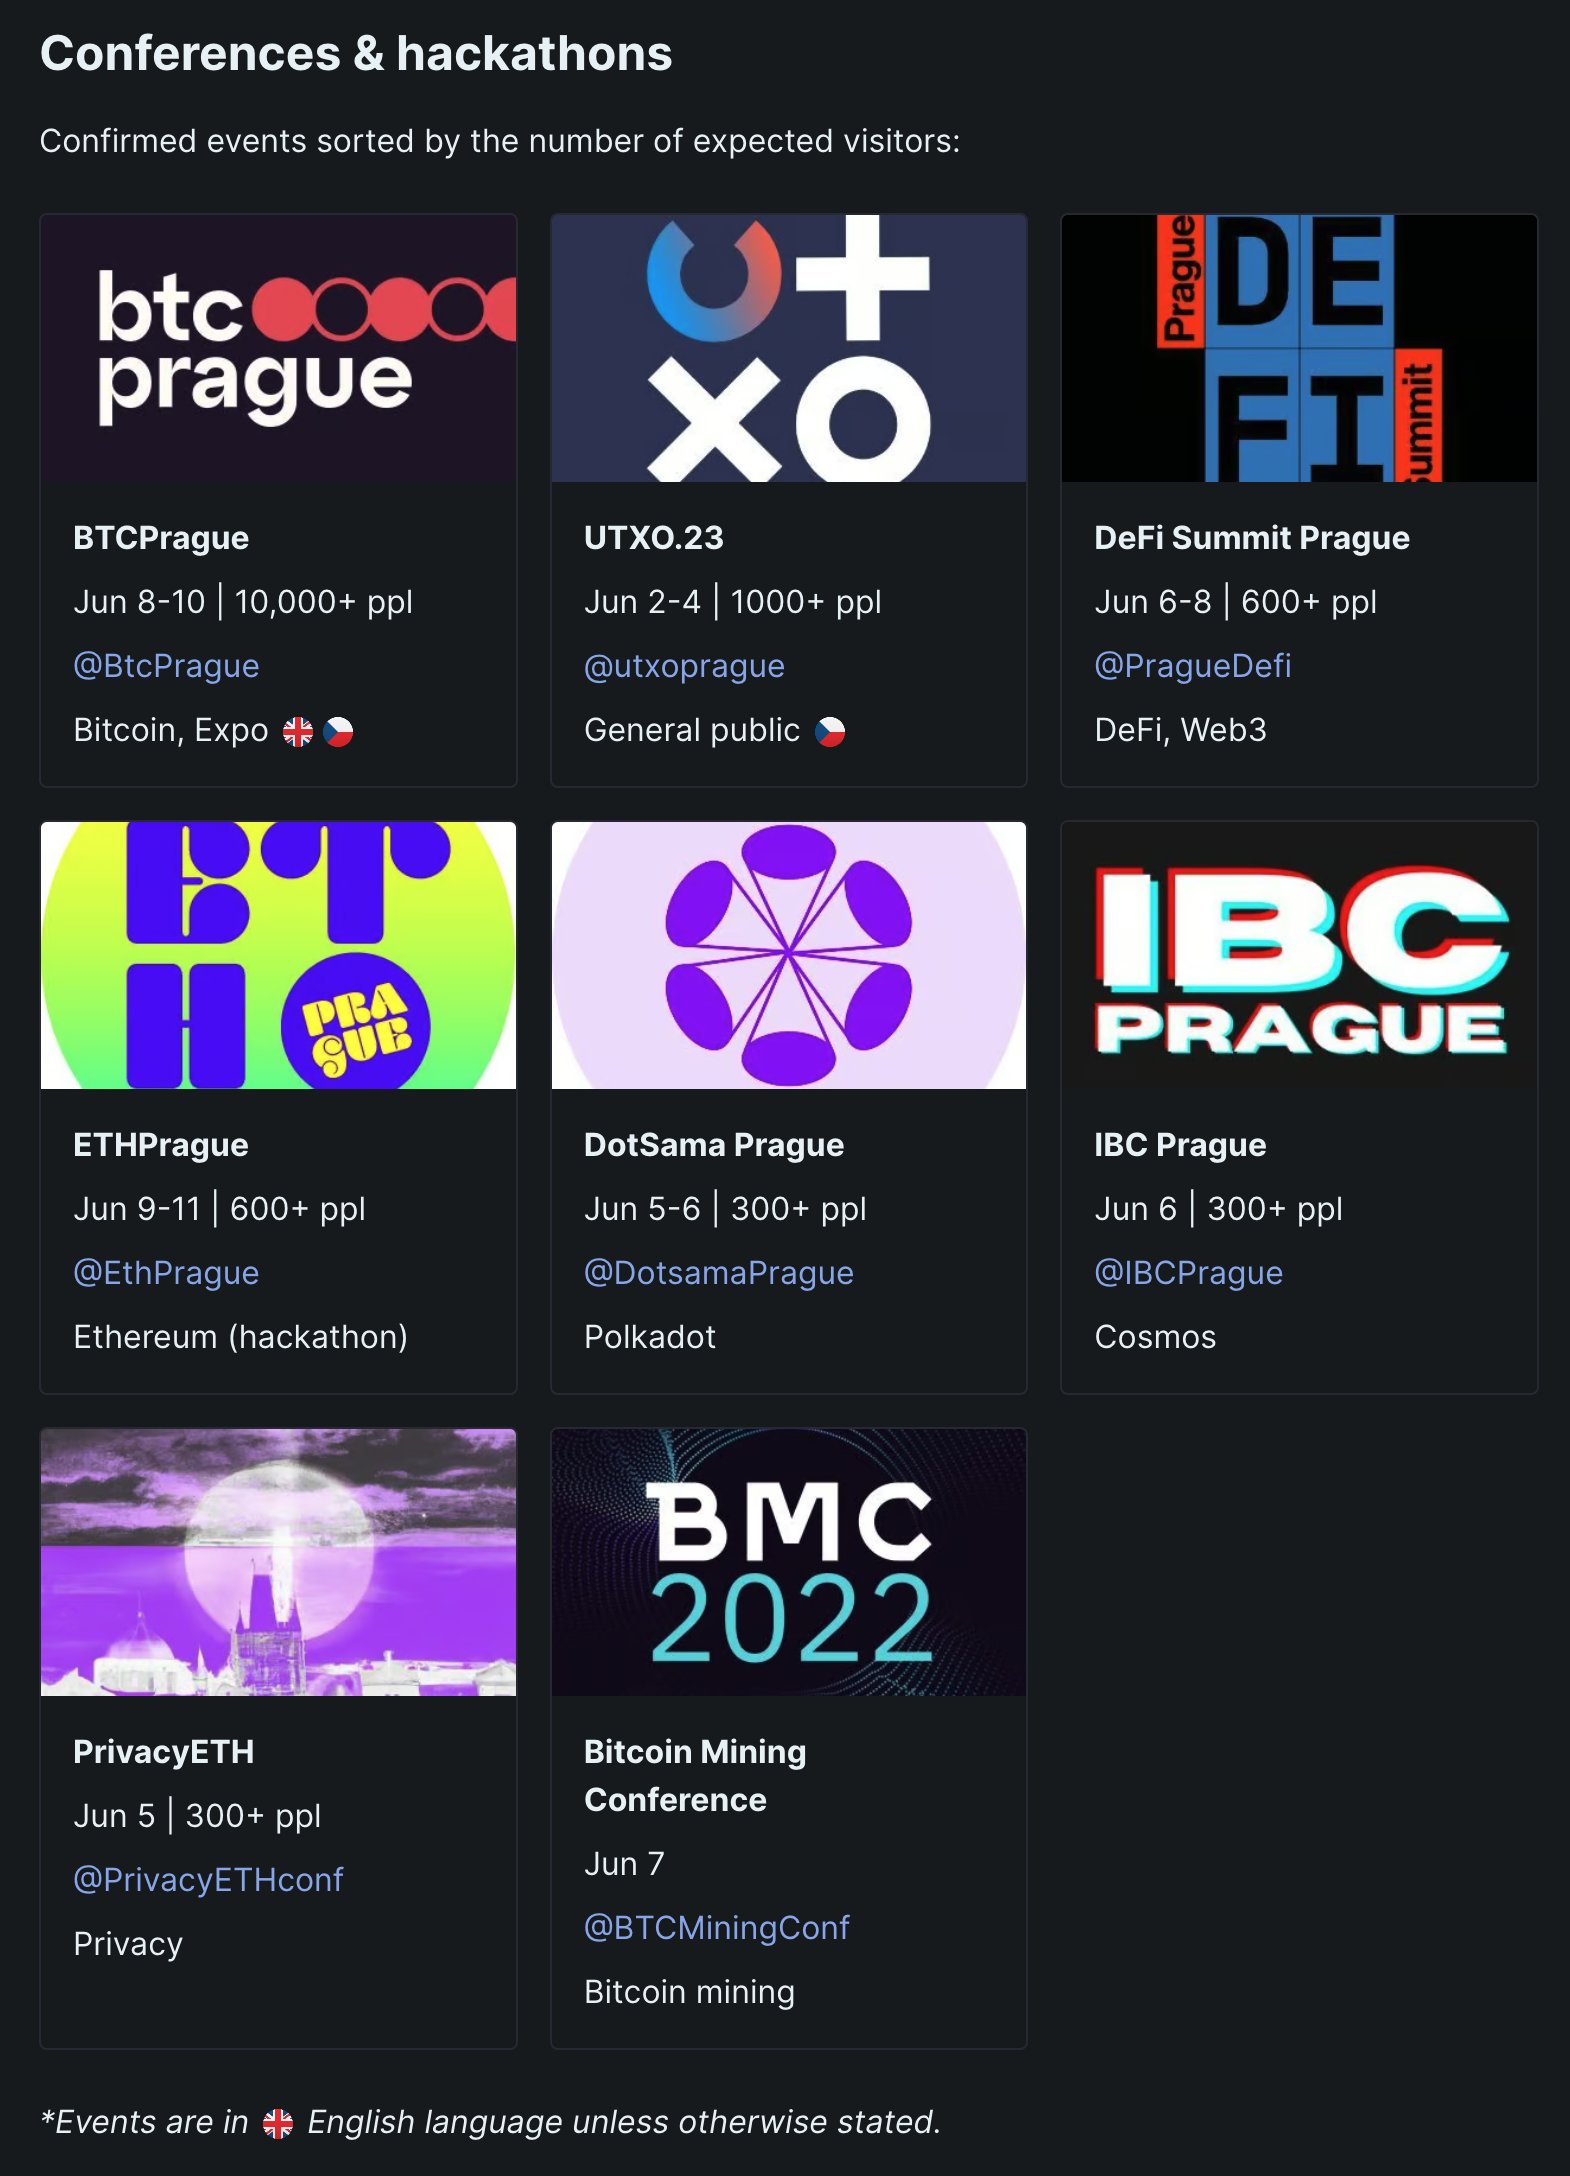 Conferences & hackathons
Confirmed events sorted by the number of expected visitors:
btc
prague
BTCPrague
Jun 8-10 | 10,000+ ppl
@BtcPrague
Bitcoin, Expo
U+
XO
UTXO.23
Jun 2-4 | 1000+ ppl
@utxoprague
General public
Prague
DE
FI
Summit
DeFi Summit Prague
Jun 6-8 | 600+ ppl
@PragueDefi
DeFi, Web3
ET
H
PRA
GUE
ETHPrague
Jun 9-11 | 600+ ppl
@EthPrague
Ethereum (hackathon)
DotSama Prague
Jun 5-6 | 300+ ppl
@DotsamaPrague
Polkadot
IBC
PRAGUE
IBC Prague
Jun 6 | 300+ ppl
@IBCPrague
Cosmos
PrivacyETH
Jun 5 | 300+ ppl
@PrivacyETHconf
Privacy
BMC
2022
Bitcoin Mining
Conference
Jun 7
@BTCMiningConf
Bitcoin mining
*Events are in English language unless otherwise stated.